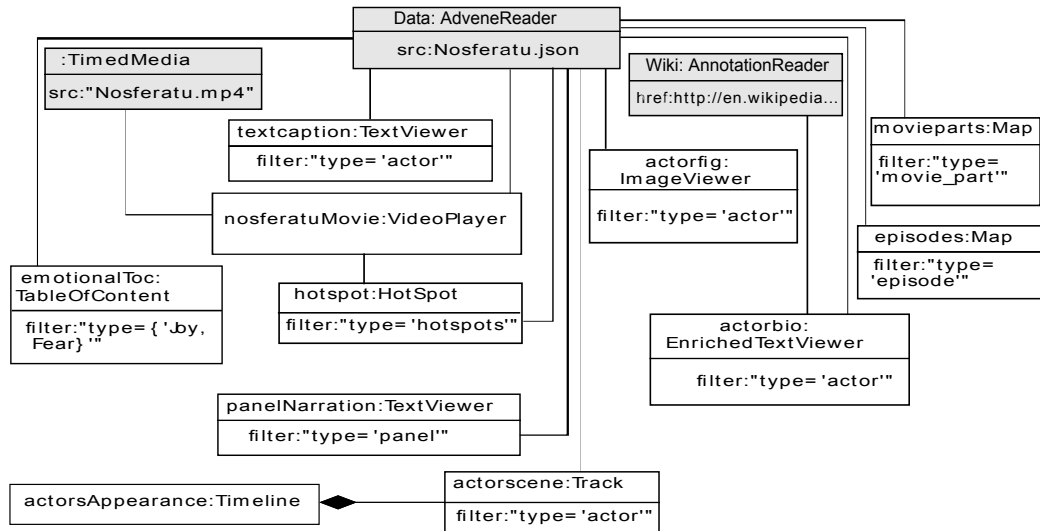 Data: AdveneReader
src:Nosferatu.json
:TimedMedia
src:"Nosferatu.mp4"
Wiki: AnnotationReader
href:http://en.wikipedia...
textcaption:TextViewer
filter:"type= 'actor'"
actorfig:
ImageViewer
filter:"type= 'actor'"
movieparts:Map
filter:"type=
'movie_part'"
nosferatuMovie:VideoPlayer
episodes:Map
filter:"type=
'episode'"
emotionalToc:
TableOfContent
filter:"type= { 'Joy,
Fear} '"
hotspot:HotSpot
filter:"type= 'hotspots'"
actorbio:
EnrichedTextViewer
filter:"type= 'actor'"
panelNarration:TextViewer
filter:"type= 'panel'"
actorsAppearance:Timeline
actorscene:Track
filter:"type= 'actor'"